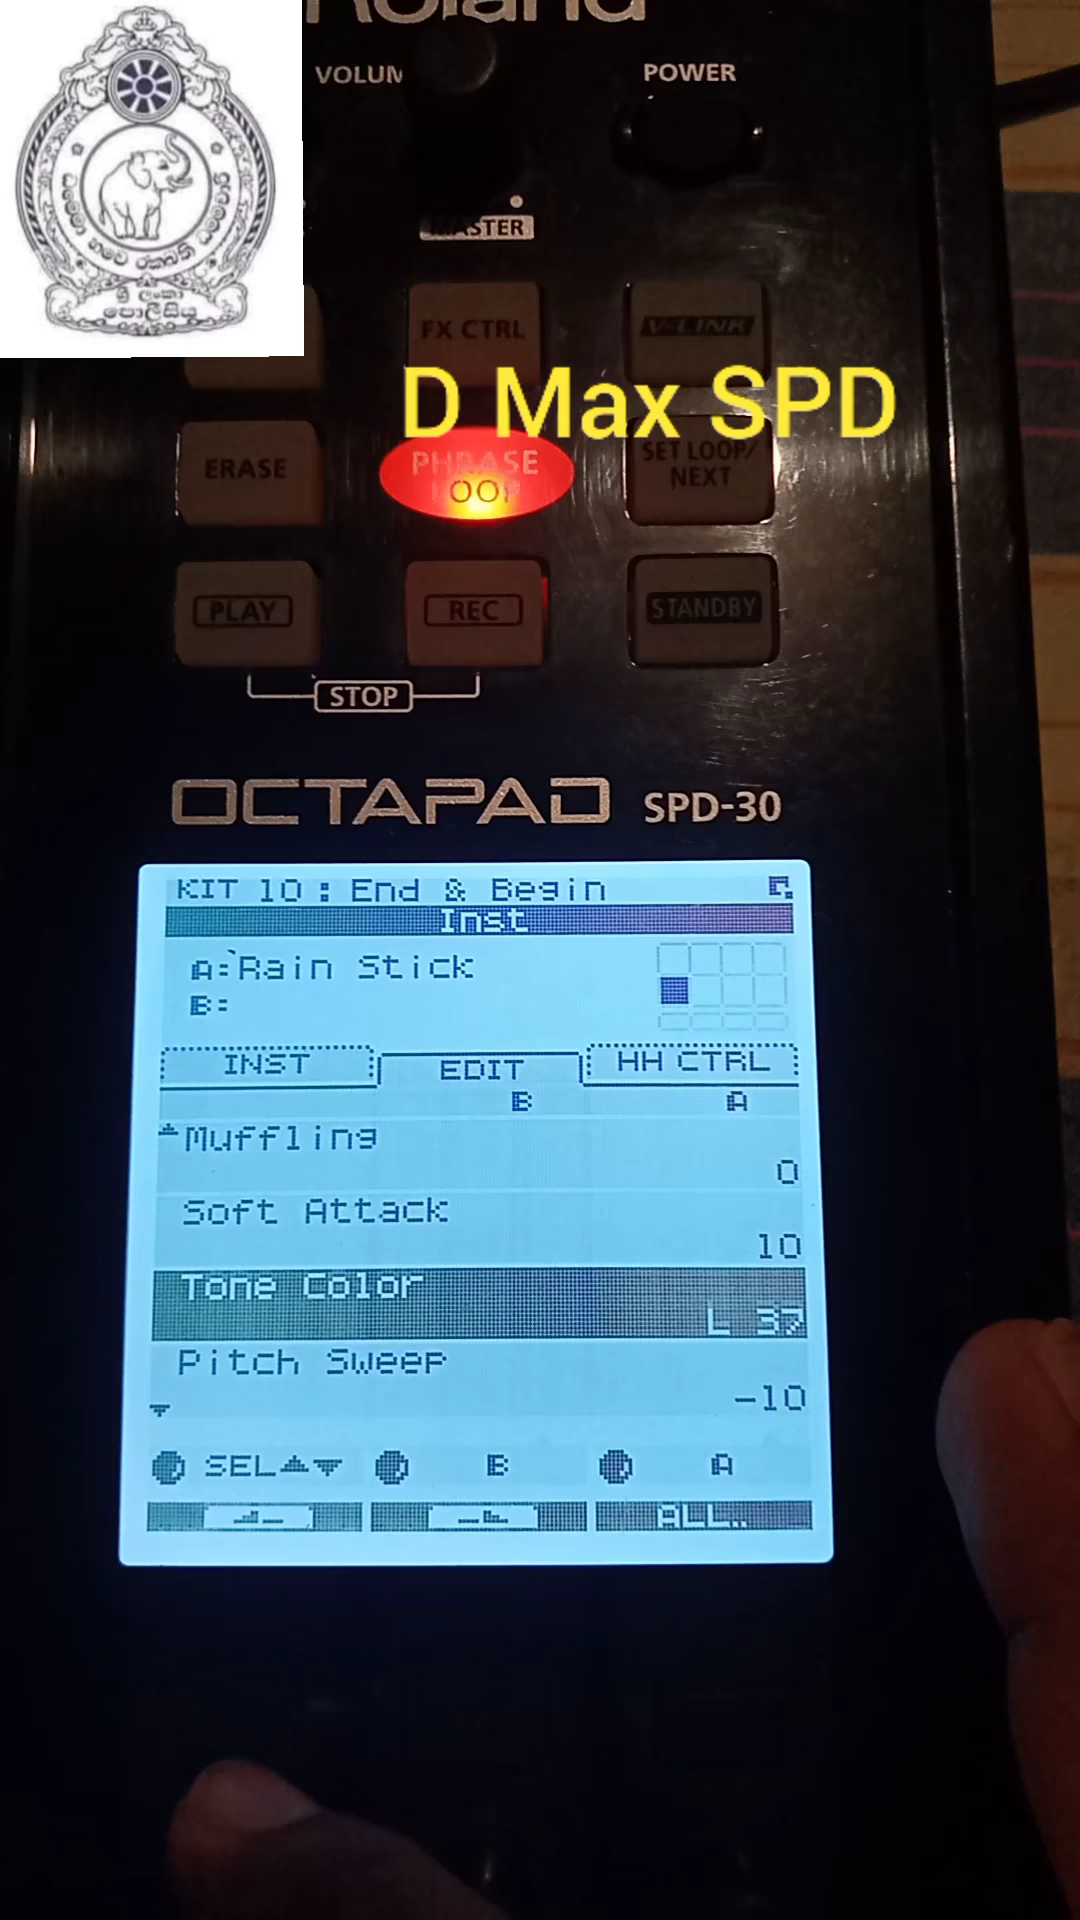 Roland
VOLUM
POWER
MASTER
ශ්‍රී ලංකා
පොලීසිය
FX CTRL
V-LINK
D Max SPD
ERASE
PHRASE
LOOP
SET LOOP/
NEXT
PLAY
REC
STANDBY
STOP
OCTAPAD SPD-30
KIT 10 : End & Begin
Inst
A:`Rain Stick
B:
INST EDIT HH CTRL
B A
Muffling
0
Soft Attack
10
Tone Color
L 37
Pitch Sweep
-10
SEL B A
ALL..